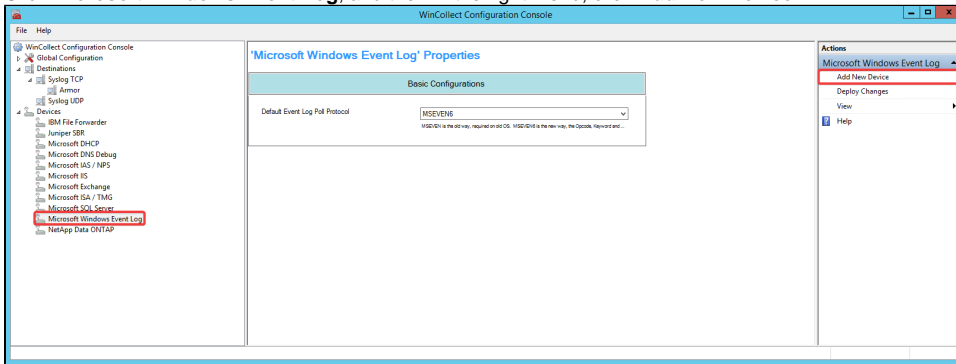 WinCollect Configuration Console
File Help
WinCollect Configuration Console
Global Configuration
Destinations
Syslog TCP
Armor
Syslog UDP
Devices
IBM File Forwarder
Juniper SBR
Microsoft DHCP
Microsoft DNS Debug
Microsoft IAS / NPS
Microsoft IIS
Microsoft Exchange
Microsoft ISA / TMG
Microsoft SQL Server
Microsoft Windows Event Log
NetApp Data ONTAP
'Microsoft Windows Event Log' Properties
Basic Configurations
Default Event Log Poll Protocol
MSEVEN6
MSEVEN is the old way, required on old OS. MSEVEN6 is the new way, the Opcode, Keyword and ...
Actions
Microsoft Windows Event Log
Add New Device
Deploy Changes
View
Help